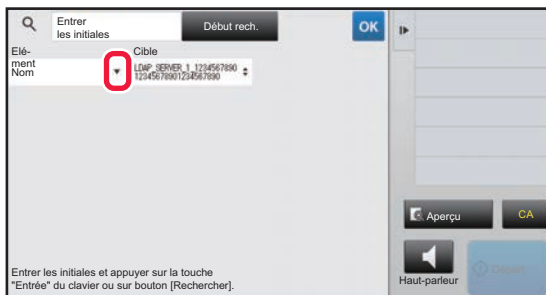 Entrer
les initiales
Début rech.
OK
Elé-
ment
Cible
Nom
LDAP_SERVER_1_1234567890
12345678901234567890
Aperçu
CA
Haut-parleur
Départ
Entrer les initiales et appuyer sur la touche
"Entrée" du clavier ou sur bouton [Rechercher].